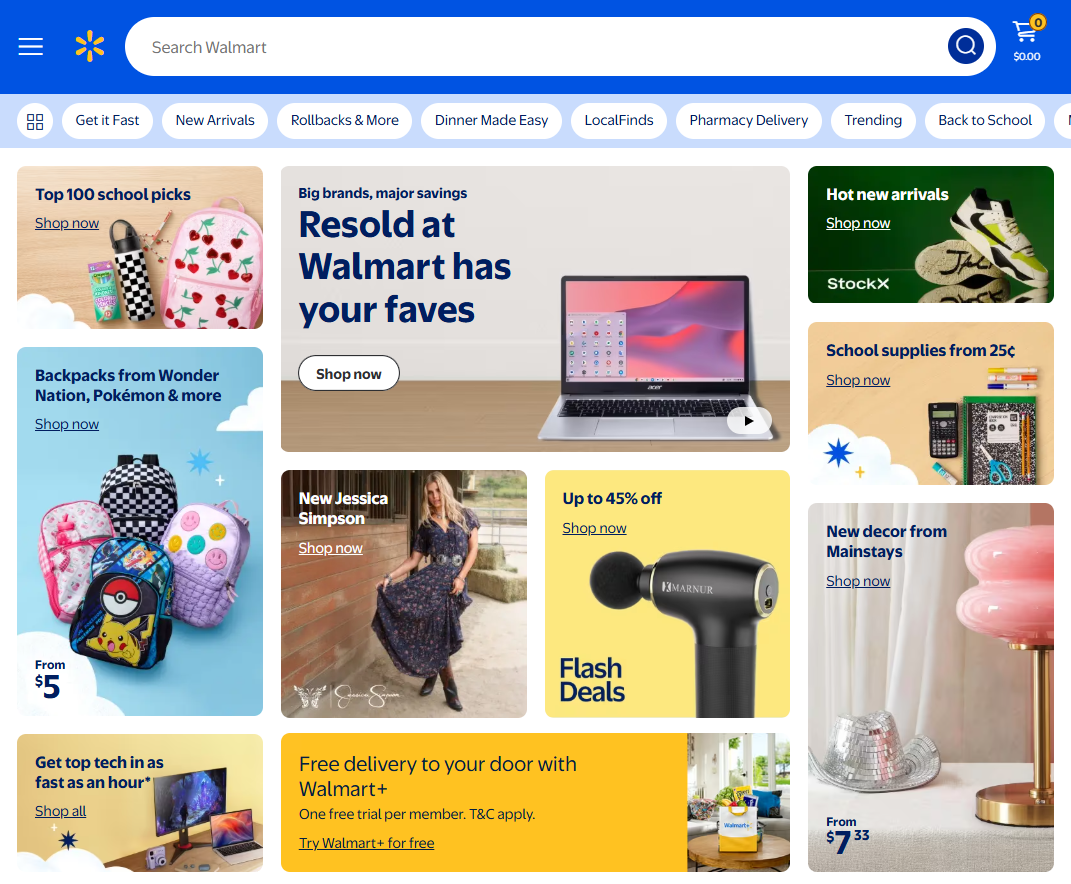 Search Walmart
0
$0.00
Get it Fast
New Arrivals
Rollbacks & More
Dinner Made Easy
LocalFinds
Pharmacy Delivery
Trending
Back to School
Top 100 school picks
Shop now
Backpacks from Wonder
Nation, Pokémon & more
Shop now
From
$5
Get top tech in as
fast as an hour*
Shop all
Big brands, major savings
Resold at
Walmart has
your faves
Shop now
acer
New Jessica
Simpson
Shop now
Jessica Simpson
Up to 45% off
Shop now
MARNUR
Flash
Deals
Free delivery to your door with
Walmart+
One free trial per member. T&C apply.
Try Walmart+ for free
Walmart+
Hot new arrivals
Shop now
StockX
School supplies from 25¢
Shop now
New decor from
Mainstays
Shop now
From
$7 33